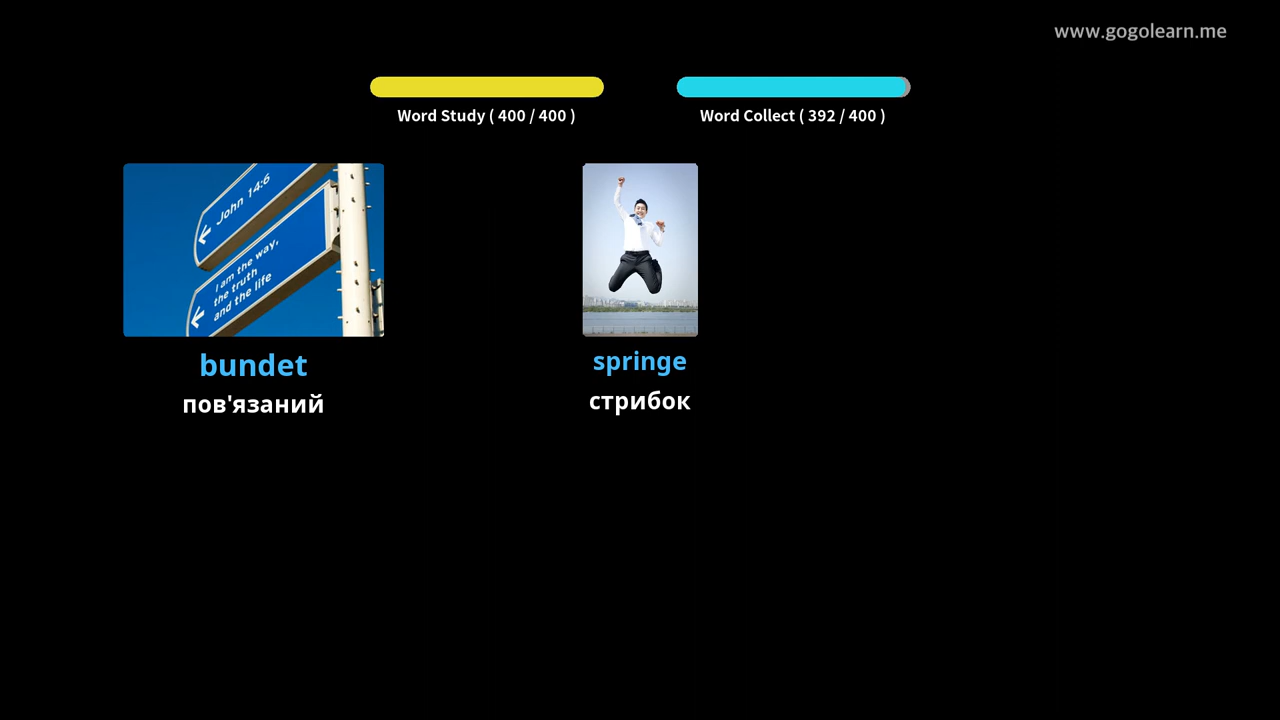 www.gogolearn.me
Word Study ( 400 / 400 )
Word Collect ( 392 / 400 )
John 14:6
I am the way,
the truth
and the life
bundet
пов'язаний
springe
стрибок